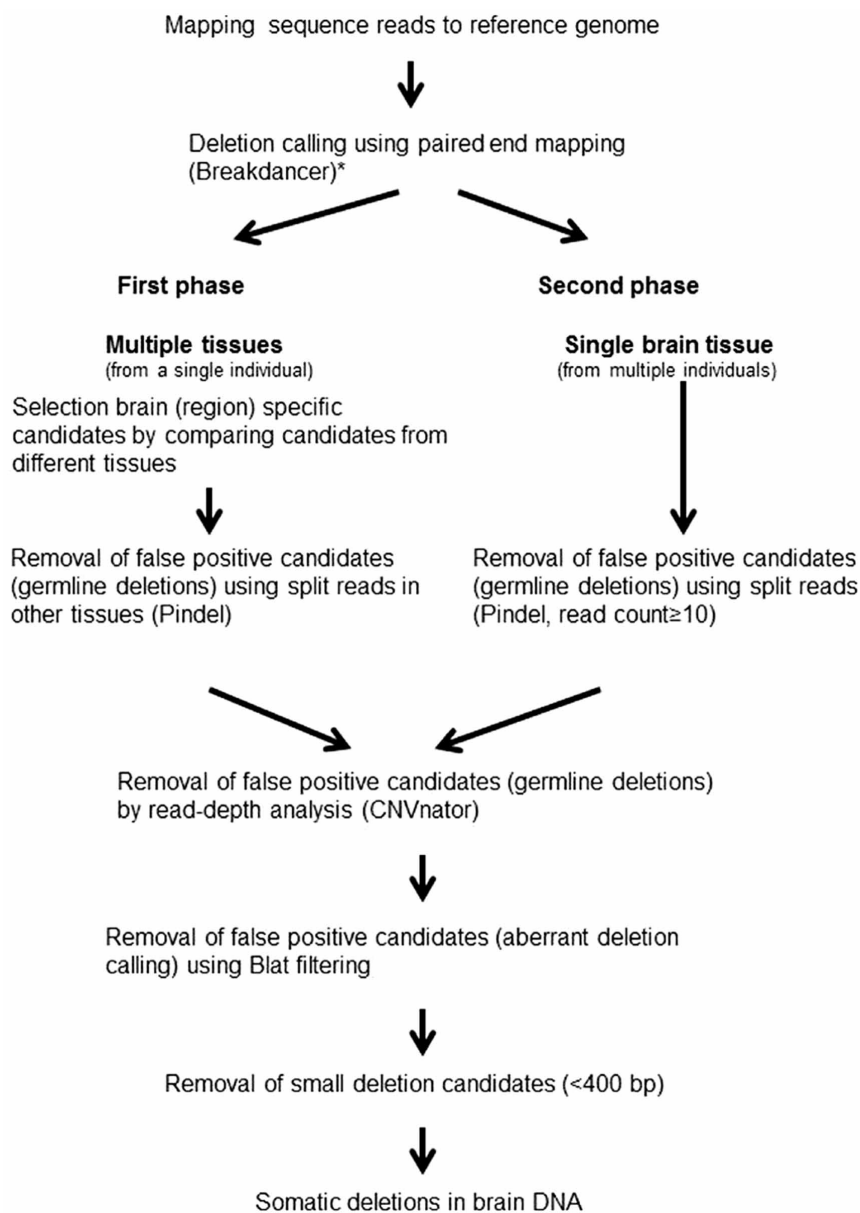 Mapping sequence reads to reference genome
Deletion calling using paired end mapping
(Breakdancer)*
First phase
Multiple tissues
(from a single individual)
Selection brain (region) specific
candidates by comparing candidates from
different tissues
Removal of false positive candidates
(germline deletions) using split reads in
other tissues (Pindel)
Second phase
Single brain tissue
(from multiple individuals)
Removal of false positive candidates
(germline deletions) using split reads
(Pindel, read count≥10)
Removal of false positive candidates (germline deletions)
by read-depth analysis (CNVnator)
Removal of false positive candidates (aberrant deletion
calling) using Blat filtering
Removal of small deletion candidates (<400 bp)
Somatic deletions in brain DNA